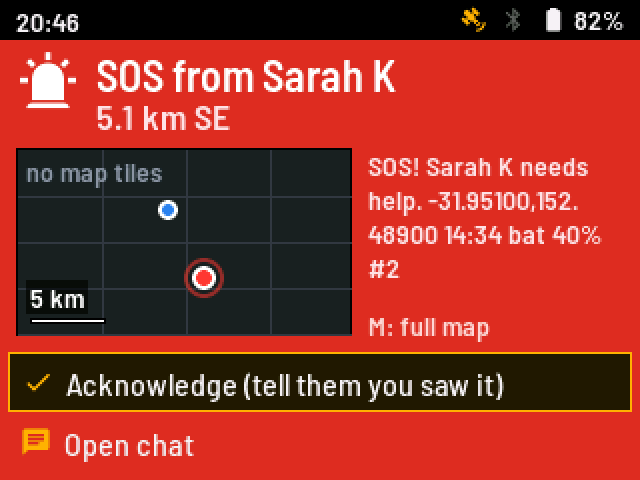 20:46
82%
SOS from Sarah K
5.1 km SE
no map tiles
5 km
SOS! Sarah K needs
help. -31.95100,152.
48900 14:34 bat 40%
#2
M: full map
Acknowledge (tell them you saw it)
Open chat